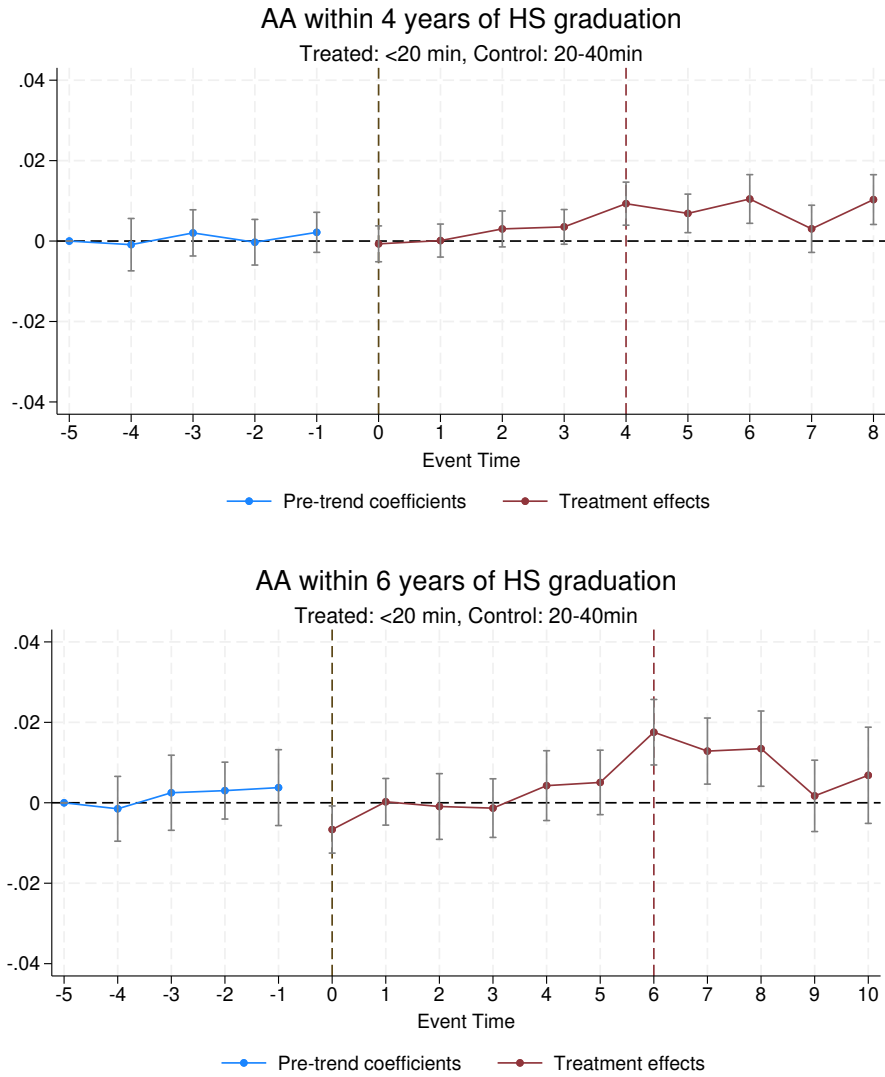 AA within 4 years of HS graduation
Treated: <20 min, Control: 20-40min
.04
.02
0
-.02
-.04
-5 -4 -3 -2 -1 0 1 2 3 4 5 6 7 8
Event Time
Pre-trend coefficients Treatment effects
AA within 6 years of HS graduation
Treated: <20 min, Control: 20-40min
.04
.02
0
-.02
-.04
-5 -4 -3 -2 -1 0 1 2 3 4 5 6 7 8 9 10
Event Time
Pre-trend coefficients Treatment effects